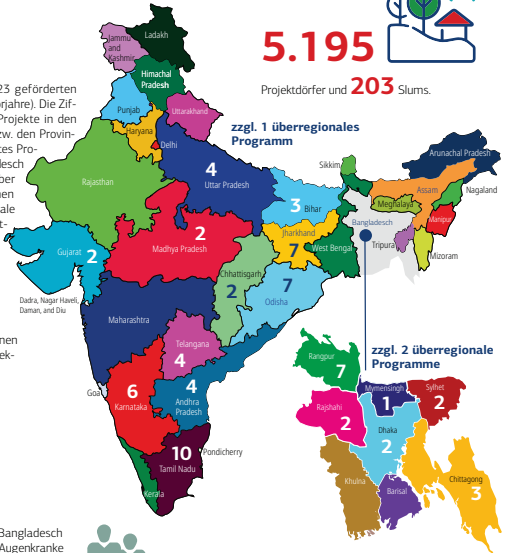 5.195
Projektdörfer und 203 Slums.
23 geförderten
orjahre). Die Zif-
Projekte in den
zw. den Provin-
tes Pro-
desch
ber
nen
ale
t-
nen
ek-
zzgl. 1 überregionales
Programm
Jammu
and
Kashmir
Ladakh
Himachal
Pradesh
Punjab
Uttarakhand
Haryana
Delhi
Rajasthan
4
Uttar Pradesh
Sikkim
Arunachal Pradesh
Assam
Nagaland
Meghalaya
Manipur
Bangladesh
Tripura
Mizoram
3
Bihar
Jharkhand
7
West Bengal
Gujarat
2
2
Madhya Pradesh
Chhattisgarh
2
7
Odisha
Dadra, Nagar Haveli,
Daman, and Diu
Maharashtra
Telangana
4
Goa
6
Karnataka
4
Andhra
Pradesh
10
Tamil Nadu
Pondicherry
Kerala
zzgl. 2 überregionale
Programme
Rangpur
7
Mymensingh
1
Sylhet
2
Rajshahi
2
Dhaka
2
Khulna
Barisal
Chittagong
3
Bangladesh
Augenkranke